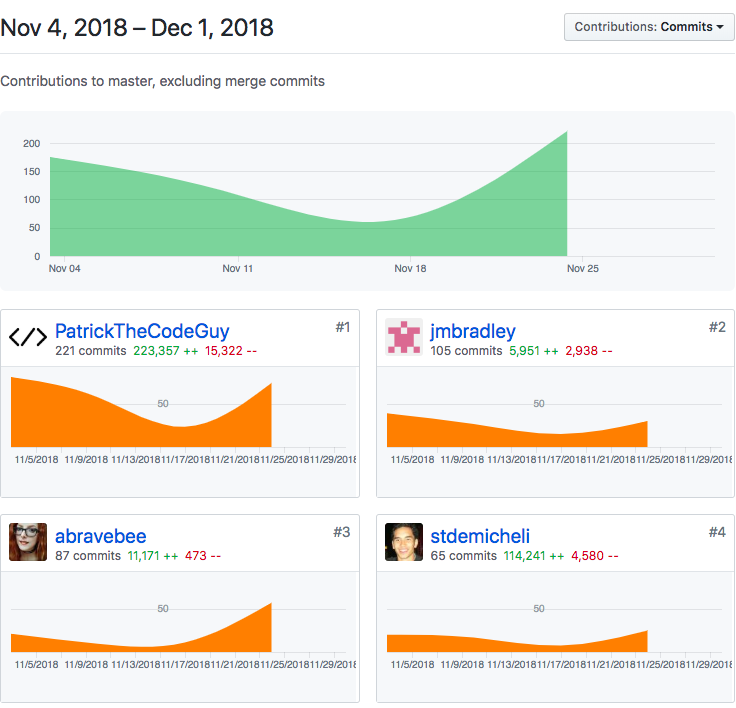 Nov 4, 2018 – Dec 1, 2018
Contributions: Commits
Contributions to master, excluding merge commits
200
150
100
50
0
Nov 04 Nov 11 Nov 18 Nov 25
</> PatrickTheCodeGuy #1
221 commits 223,357 ++ 15,322 --
50
11/5/2018 11/9/2018 11/13/2018 11/17/2018 11/21/2018 11/25/2018 11/29/2018
jmbradley #2
105 commits 5,951 ++ 2,938 --
50
11/5/2018 11/9/2018 11/13/2018 11/17/2018 11/21/2018 11/25/2018 11/29/2018
abravebee #3
87 commits 11,171 ++ 473 --
50
11/5/2018 11/9/2018 11/13/2018 11/17/2018 11/21/2018 11/25/2018 11/29/2018
stdemicheli #4
65 commits 114,241 ++ 4,580 --
50
11/5/2018 11/9/2018 11/13/2018 11/17/2018 11/21/2018 11/25/2018 11/29/2018